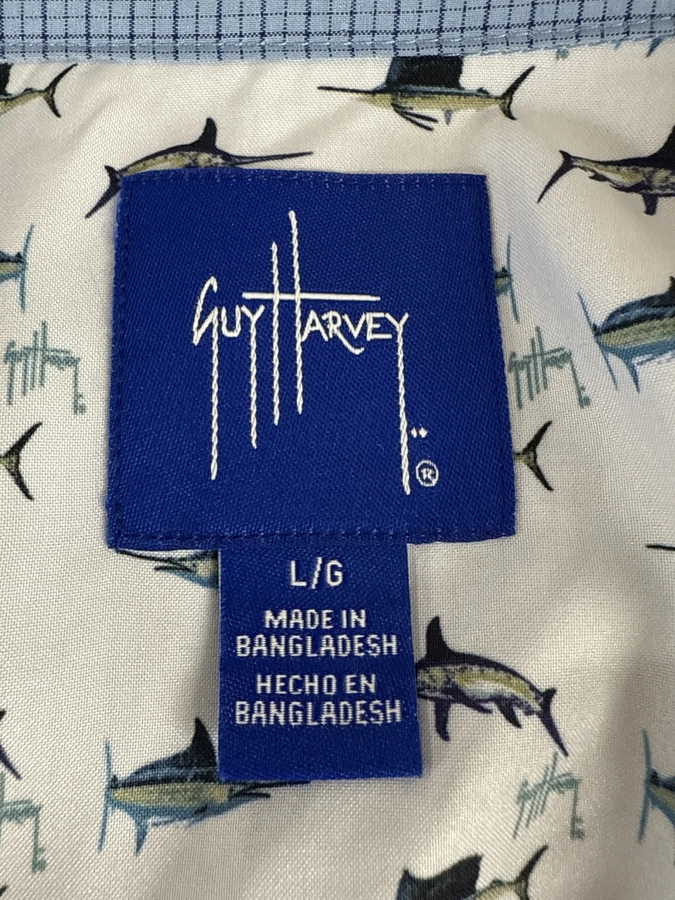 Guy Harvey ®
L/G
MADE IN
BANGLADESH
HECHO EN
BANGLADESH